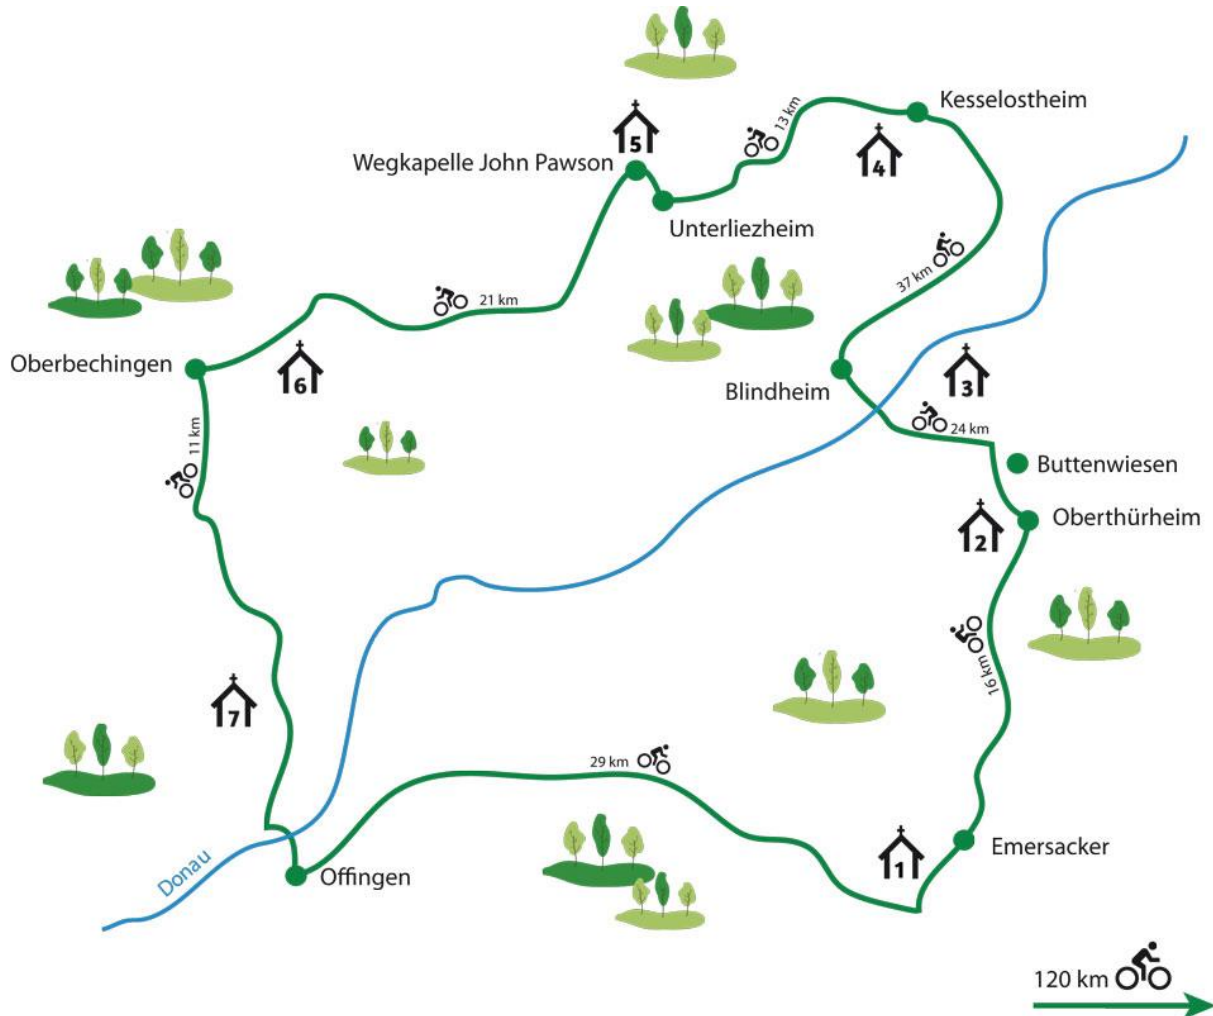 Kesselostheim
13 km
5
4
Wegkapelle John Pawson
Unterliezheim
37 km
21 km
Oberbechingen
6
3
Blindheim
24 km
11 km
Buttenwiesen
Oberthürheim
2
16 km
7
29 km
1
Emersacker
Donau
Offingen
120 km